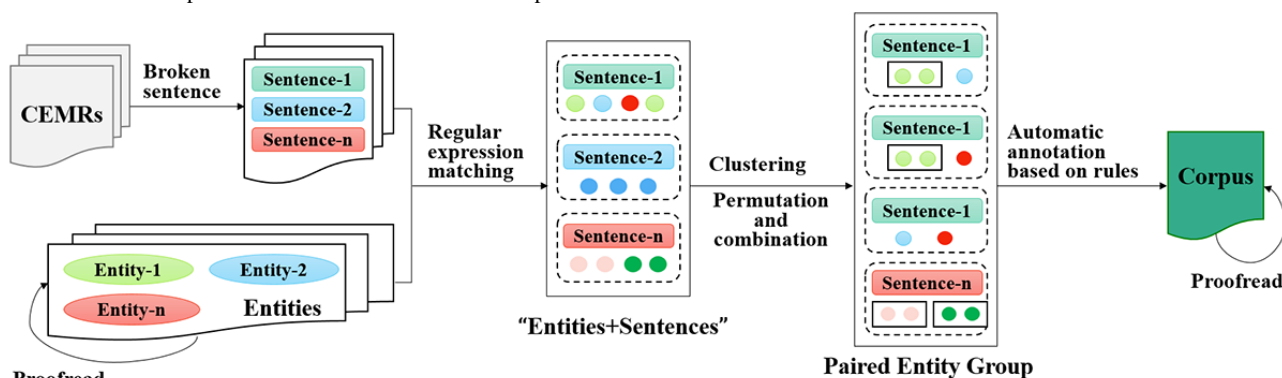 CEMRs
Broken
sentence
Sentence-1
Sentence-2
Sentence-n
Entity-1
Entity-2
Entity-n
Entities
Proofread
Regular
expression
matching
Sentence-1
Sentence-2
Sentence-n
“Entities+Sentences”
Clustering
Permutation
and
combination
Sentence-1
Sentence-1
Sentence-1
Sentence-n
Paired Entity Group
Automatic
annotation
based on rules
Corpus
Proofread